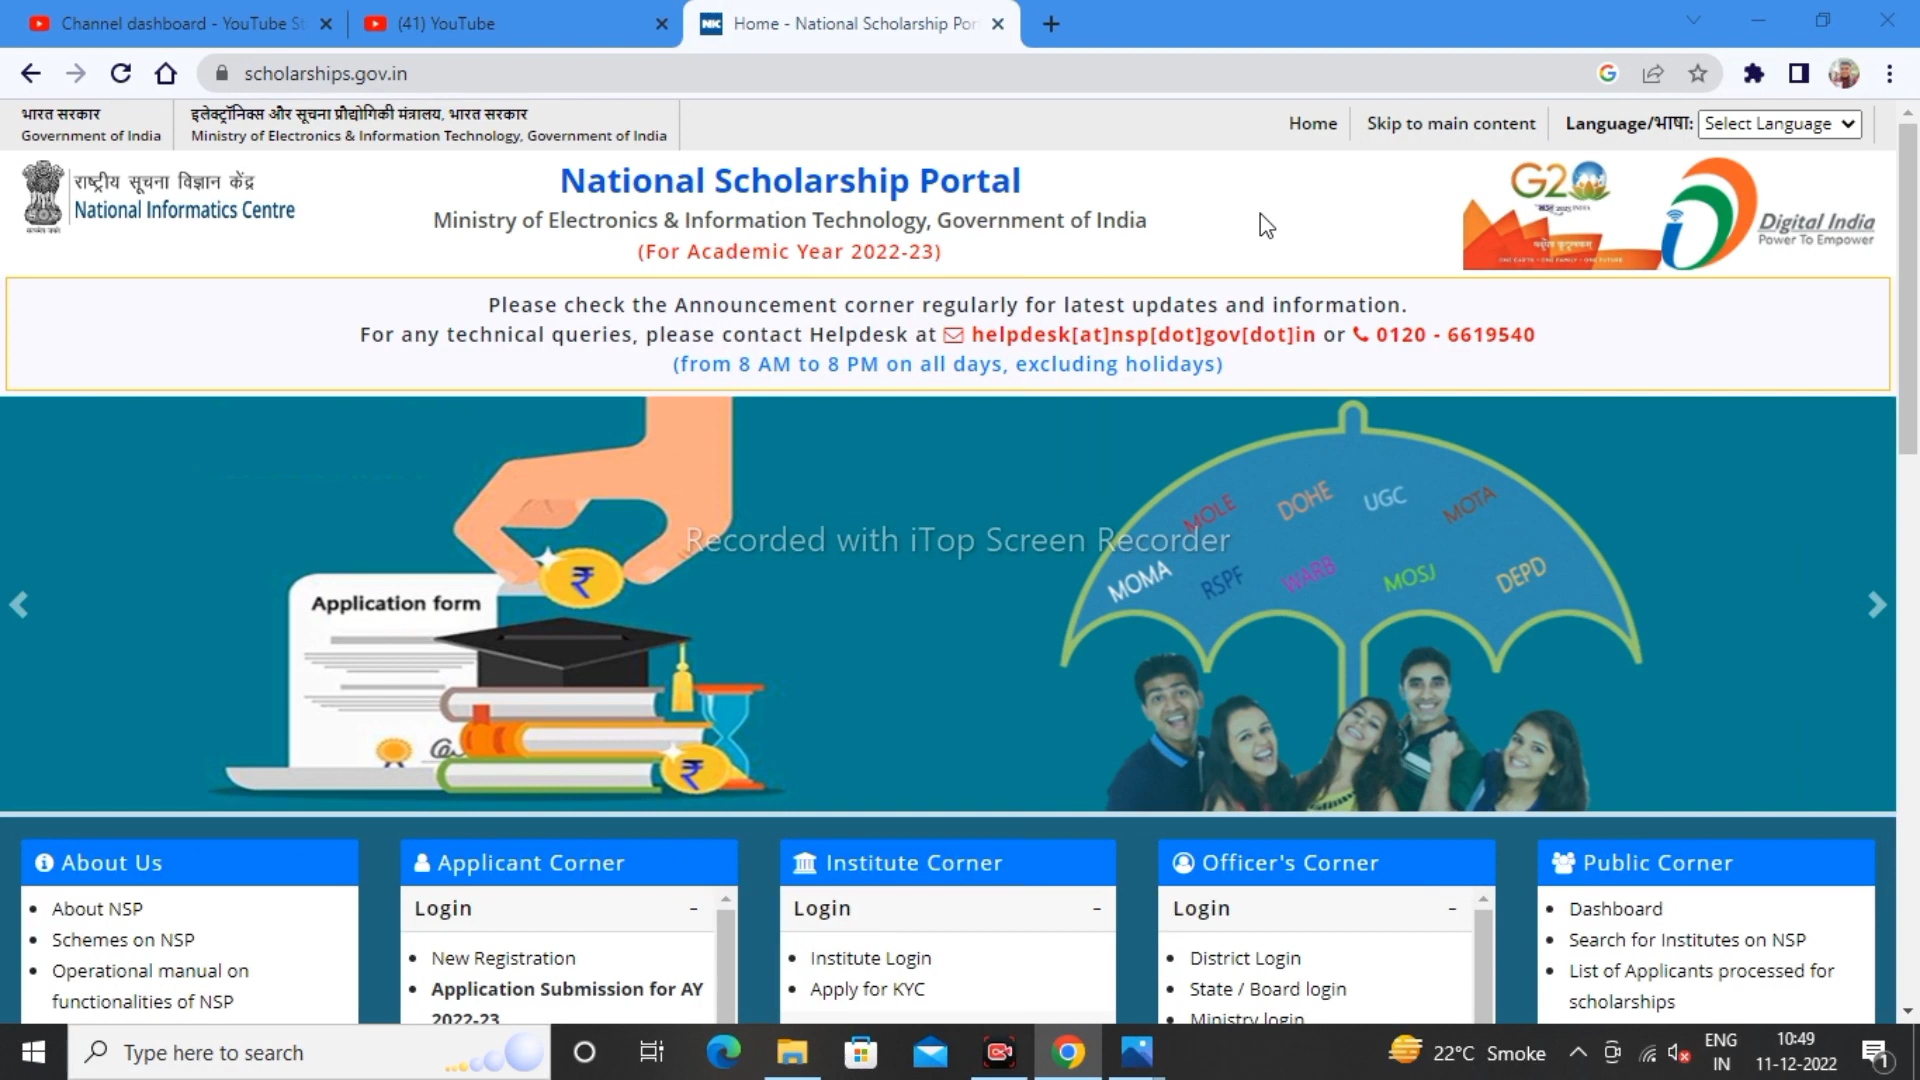 Channel dashboard - YouTube St
(41) YouTube
Home - National Scholarship Por
scholarships.gov.in
भारत सरकार
Government of India
इलेक्ट्रॉनिक्स और सूचना प्रौद्योगिकी मंत्रालय, भारत सरकार
Ministry of Electronics & Information Technology, Government of India
Home
Skip to main content
Language/भाषा:
Select Language
राष्ट्रीय सूचना विज्ञान केंद्र
National Informatics Centre
National Scholarship Portal
Ministry of Electronics & Information Technology, Government of India
(For Academic Year 2022-23)
G20
Digital India
Power To Empower
Please check the Announcement corner regularly for latest updates and information.
For any technical queries, please contact Helpdesk at helpdesk[at]nsp[dot]gov[dot]in or 0120 - 6619540
(from 8 AM to 8 PM on all days, excluding holidays)
Application form
MOLE
DOHE
UGC
MOTA
MOMA
RSPF
WARB
MOSJ
DEPD
Recorded with iTop Screen Recorder
About Us
About NSP
Schemes on NSP
Operational manual on
functionalities of NSP
Applicant Corner
Login -
New Registration
Application Submission for AY
2022-23
Institute Corner
Login -
Institute Login
Apply for KYC
Officer's Corner
Login -
District Login
State / Board login
Ministry login
Public Corner
Dashboard
Search for Institutes on NSP
List of Applicants processed for
scholarships
Type here to search
22°C Smoke
ENG
IN
10:49
11-12-2022
1